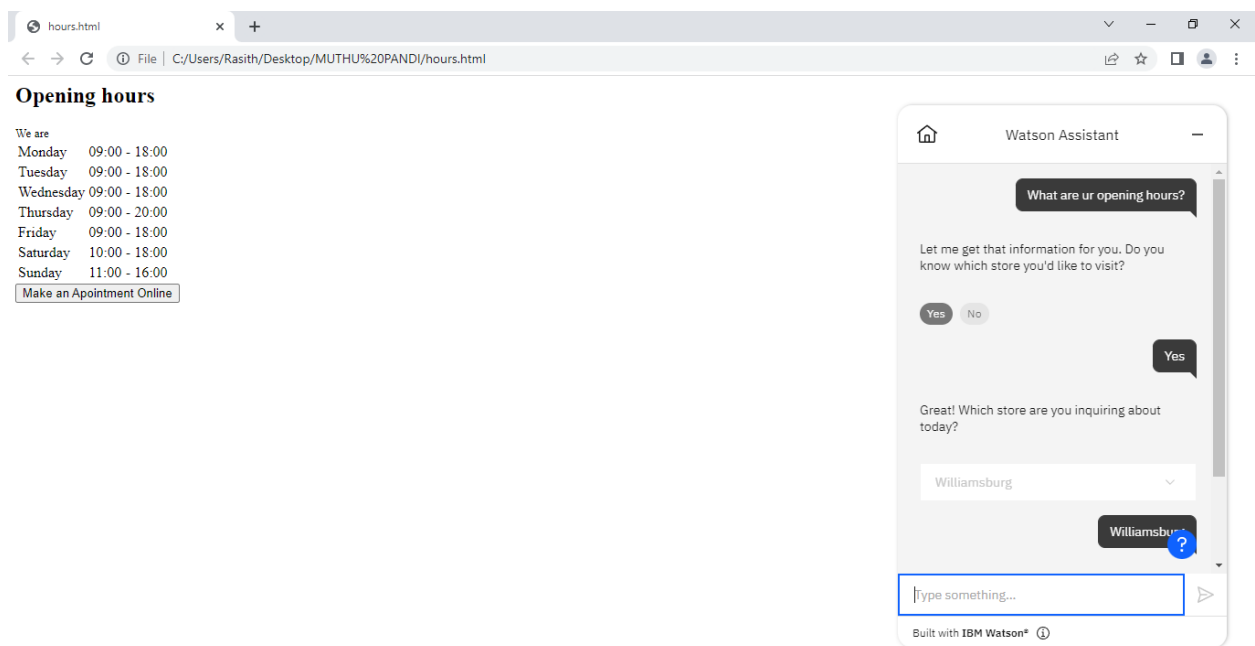 hours.html
File | C:/Users/Rasith/Desktop/MUTHU%20PANDI/hours.html
Opening hours
We are
Monday 09:00 - 18:00
Tuesday 09:00 - 18:00
Wednesday 09:00 - 18:00
Thursday 09:00 - 20:00
Friday 09:00 - 18:00
Saturday 10:00 - 18:00
Sunday 11:00 - 16:00
Make an Apointment Online
Watson Assistant
What are ur opening hours?
Let me get that information for you. Do you
know which store you'd like to visit?
Yes No
Yes
Great! Which store are you inquiring about
today?
Williamsburg
Williamsburg
?
Type something...
Built with IBM Watson®